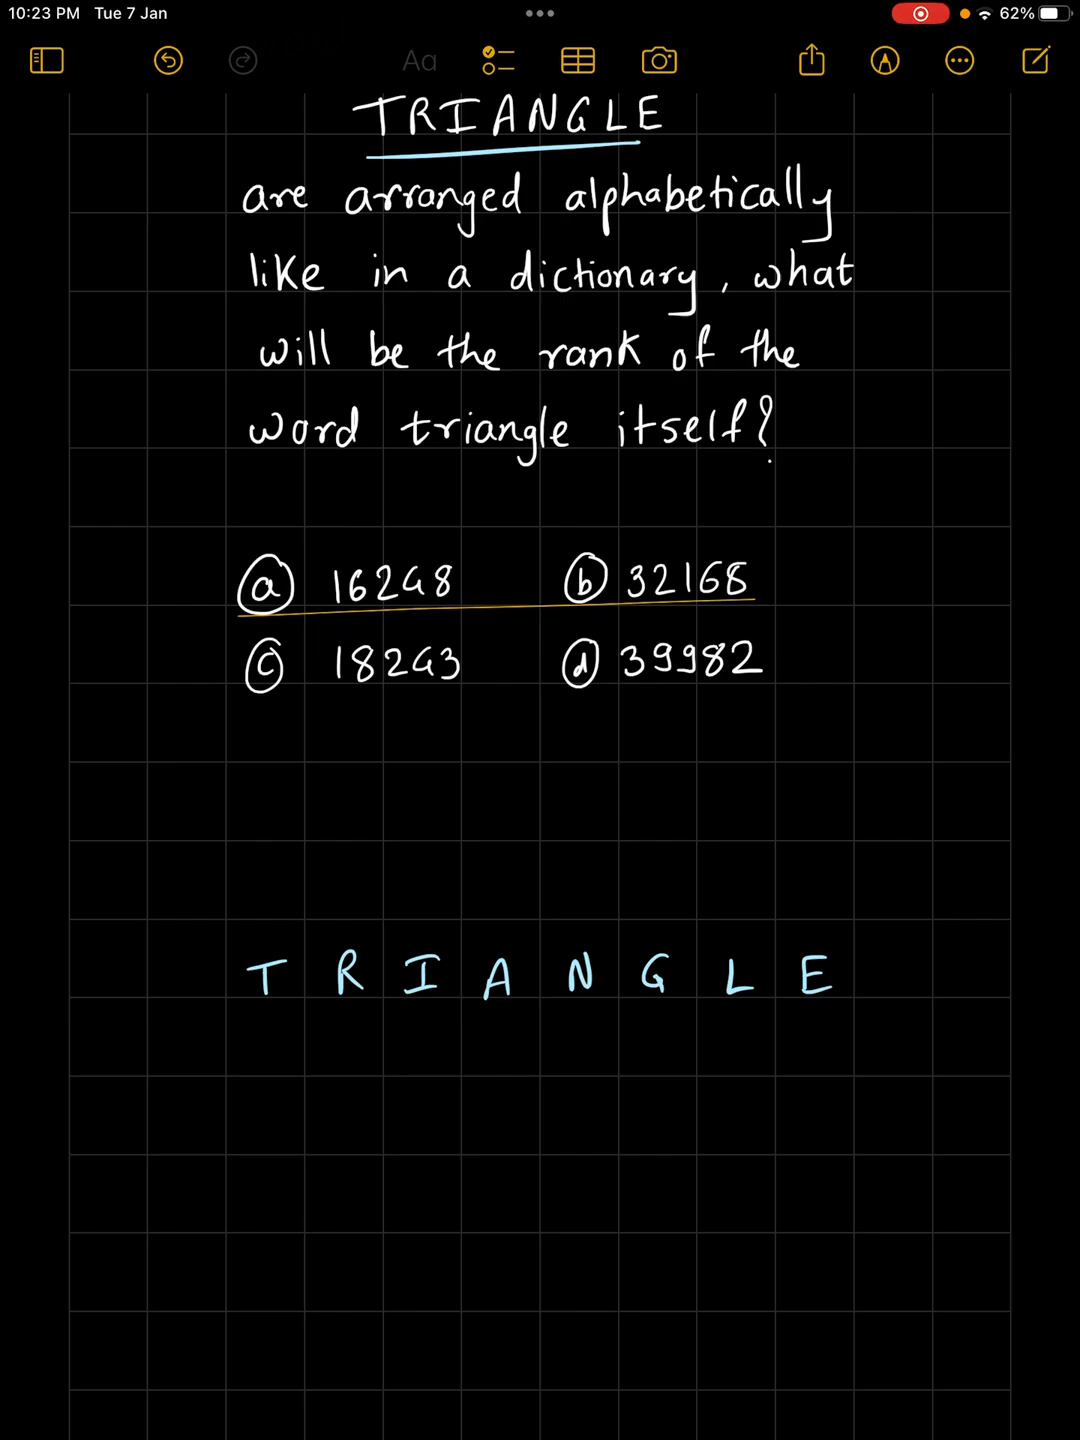 10:23 PM Tue 7 Jan
62%
Aa
TRIANGLE
are arranged alphabetically
like in a dictionary, what
will be the rank of the
word triangle itself?
(a) 16248 (b) 32168
(c) 18243 (d) 39982
T R I A N G L E